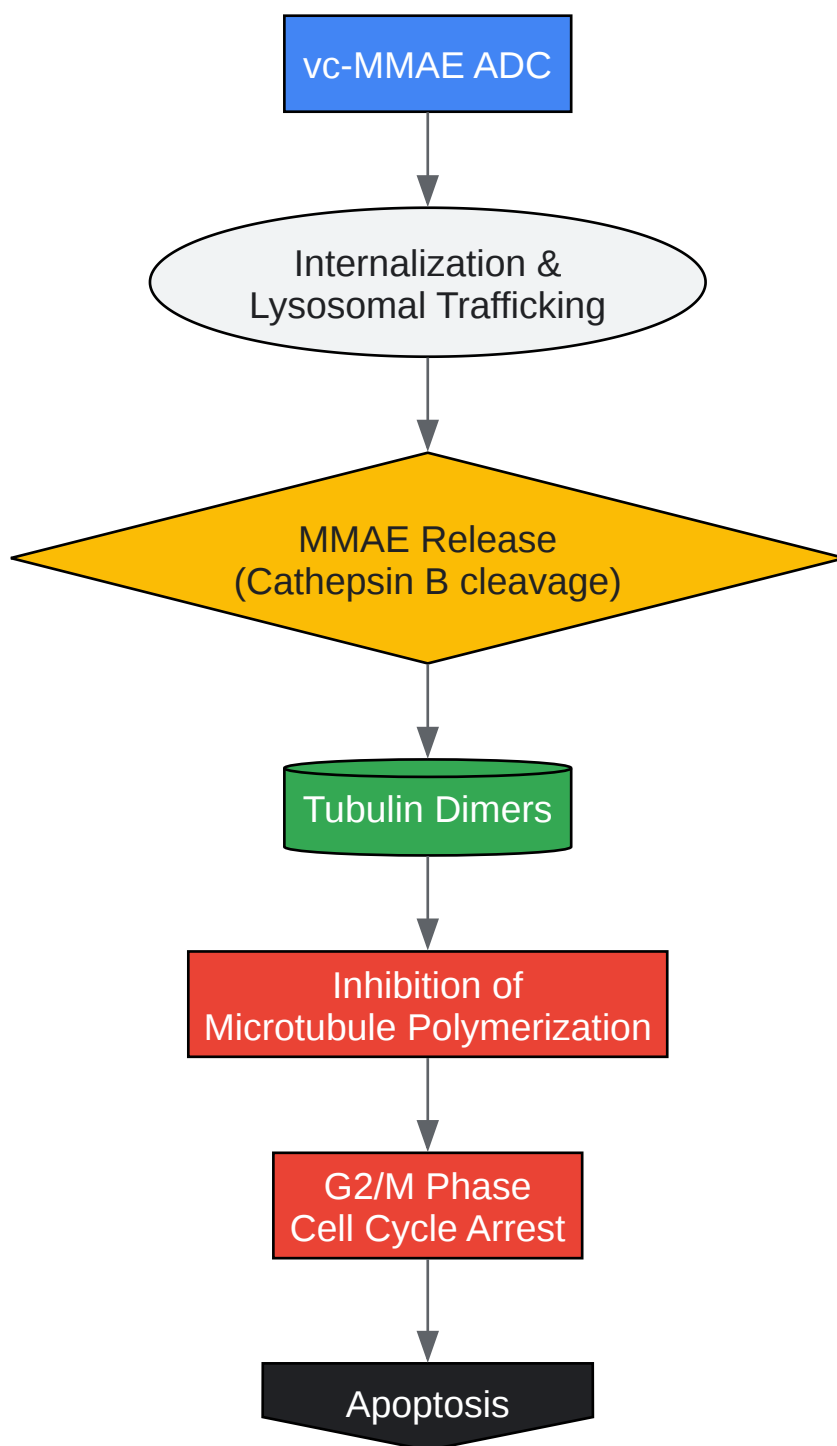 vc-MMAE ADC
Internalization &
Lysosomal Trafficking
MMAE Release
(Cathepsin B cleavage)
Tubulin Dimers
Inhibition of
Microtubule Polymerization
G2/M Phase
Cell Cycle Arrest
Apoptosis